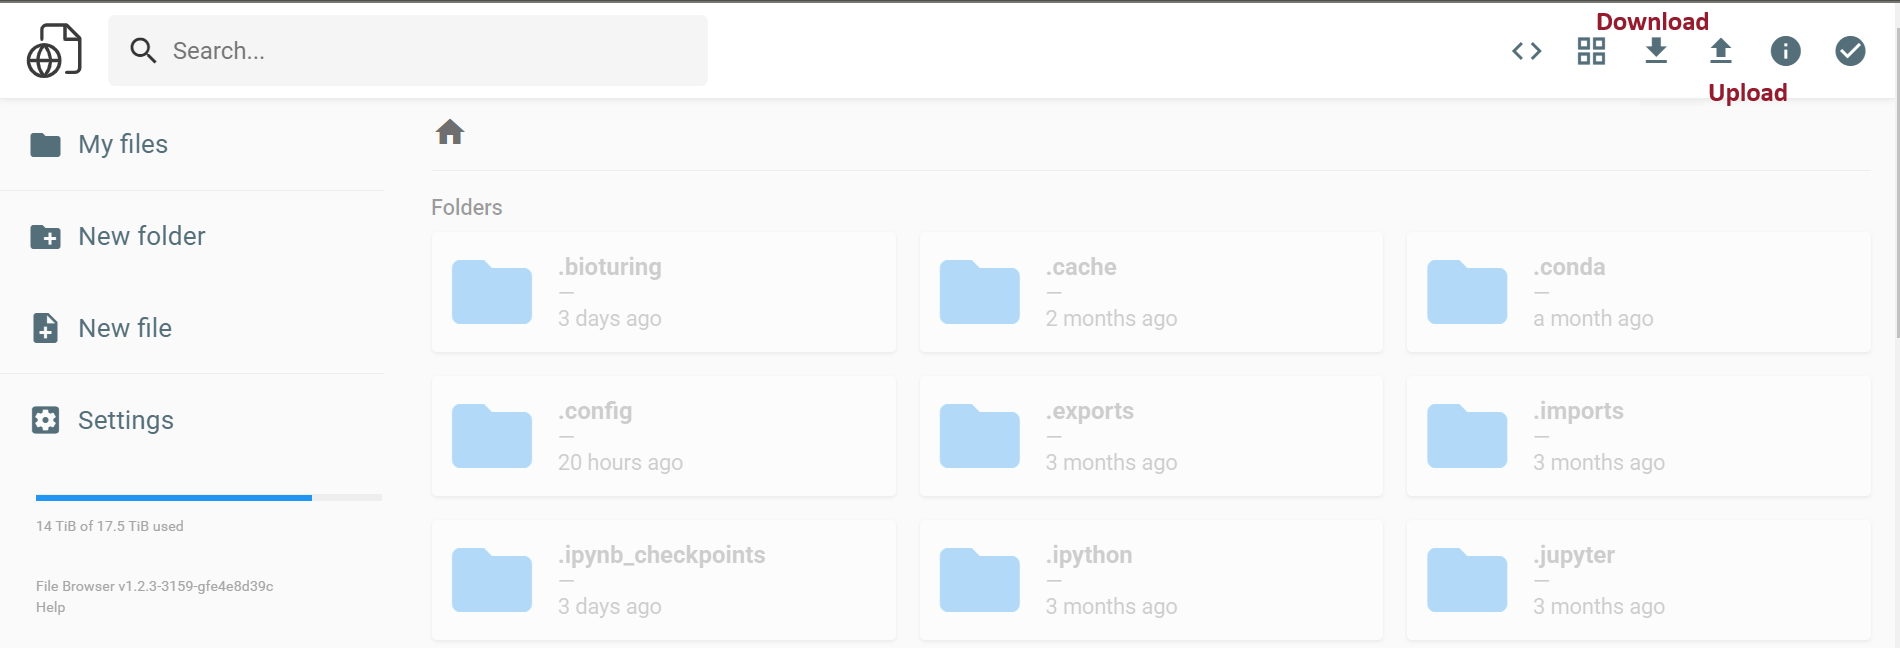 Download
Search...
Upload
My files
New folder
New file
Settings
14 TiB of 17.5 TiB used
File Browser v1.2.3-3159-gfe4e8d39c
Help
Folders
.bioturing
—
3 days ago
.cache
—
2 months ago
.conda
—
a month ago
.config
—
20 hours ago
.exports
—
3 months ago
.imports
—
3 months ago
.ipynb_checkpoints
—
3 days ago
.ipython
—
3 months ago
.jupyter
—
3 months ago